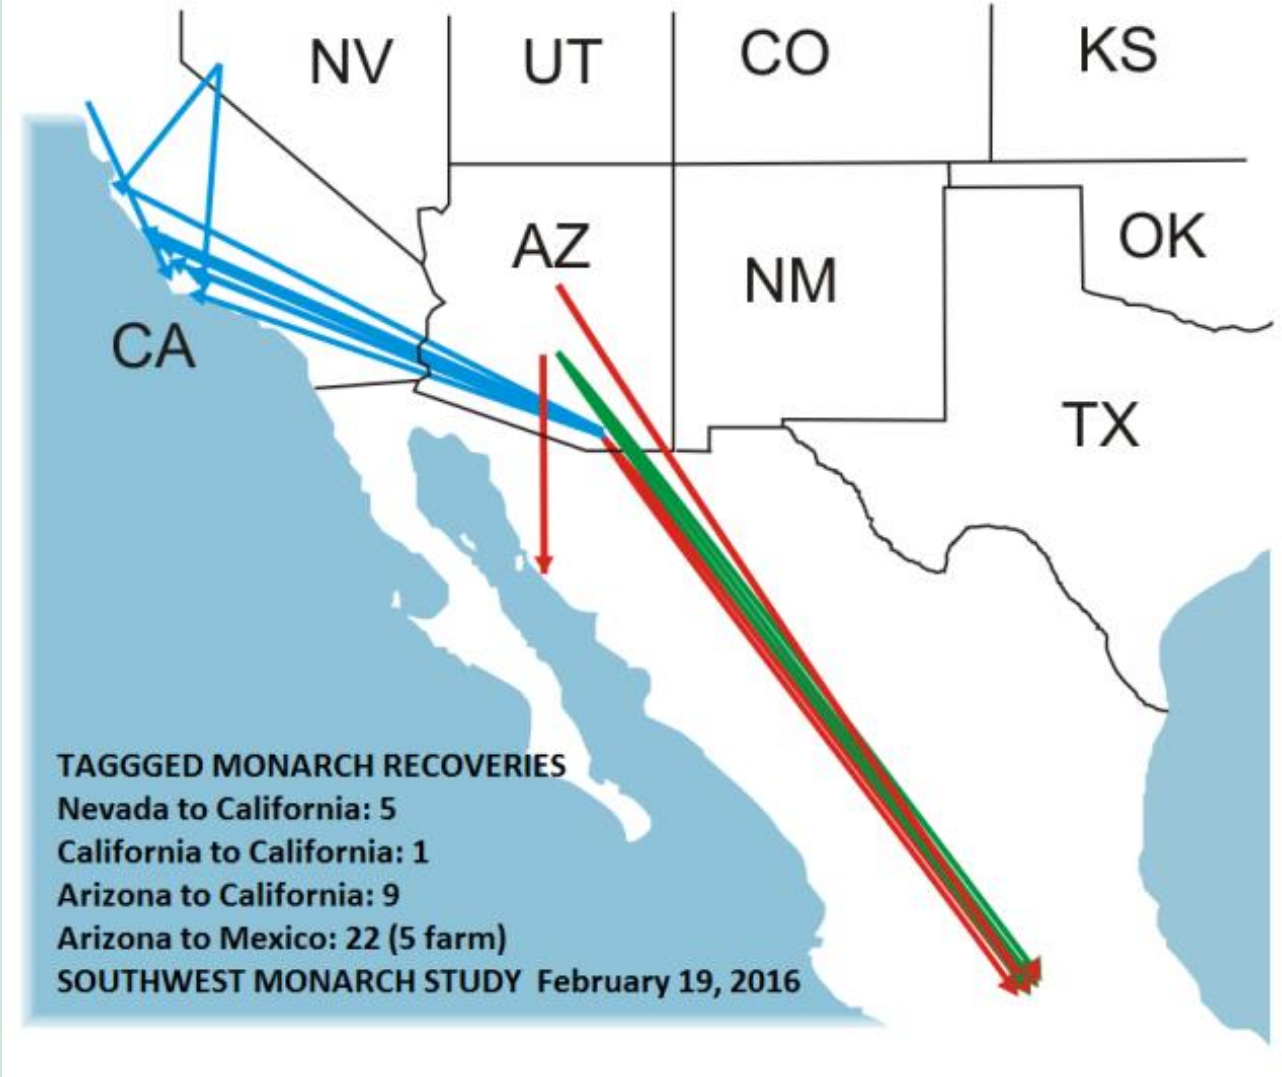 NV
UT
CO
KS
AZ
NM
OK
CA
TX
TAGGGED MONARCH RECOVERIES
Nevada to California: 5
California to California: 1
Arizona to California: 9
Arizona to Mexico: 22 (5 farm)
SOUTHWEST MONARCH STUDY  February 19, 2016